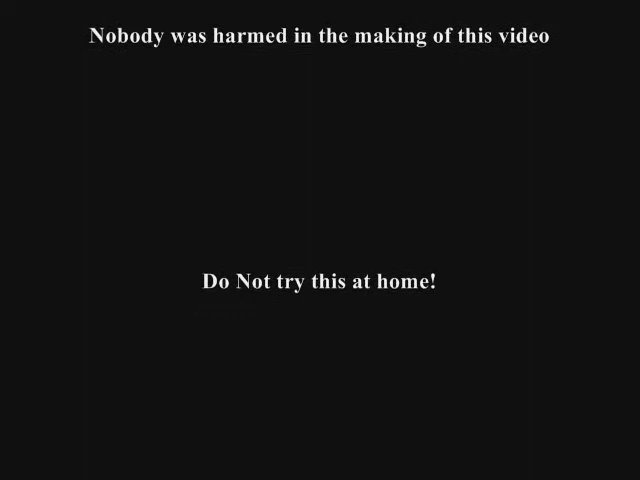 Nobody was harmed in the making of this video
Do Not try this at home!